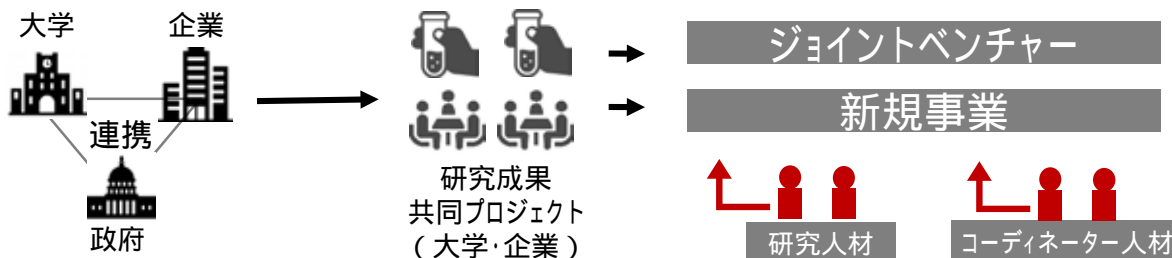 大学
企業
連携
政府
研究成果
共同プロジェクト
(大学・企業)
ジョイントベンチャー
新規事業
研究人材
コーディネーター人材